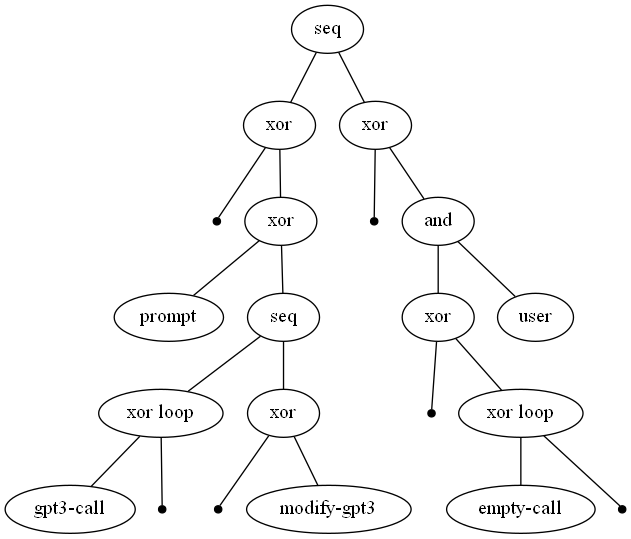 seq
xor xor
xor and
prompt seq xor user
xor loop xor xor loop
gpt3-call modify-gpt3 empty-call